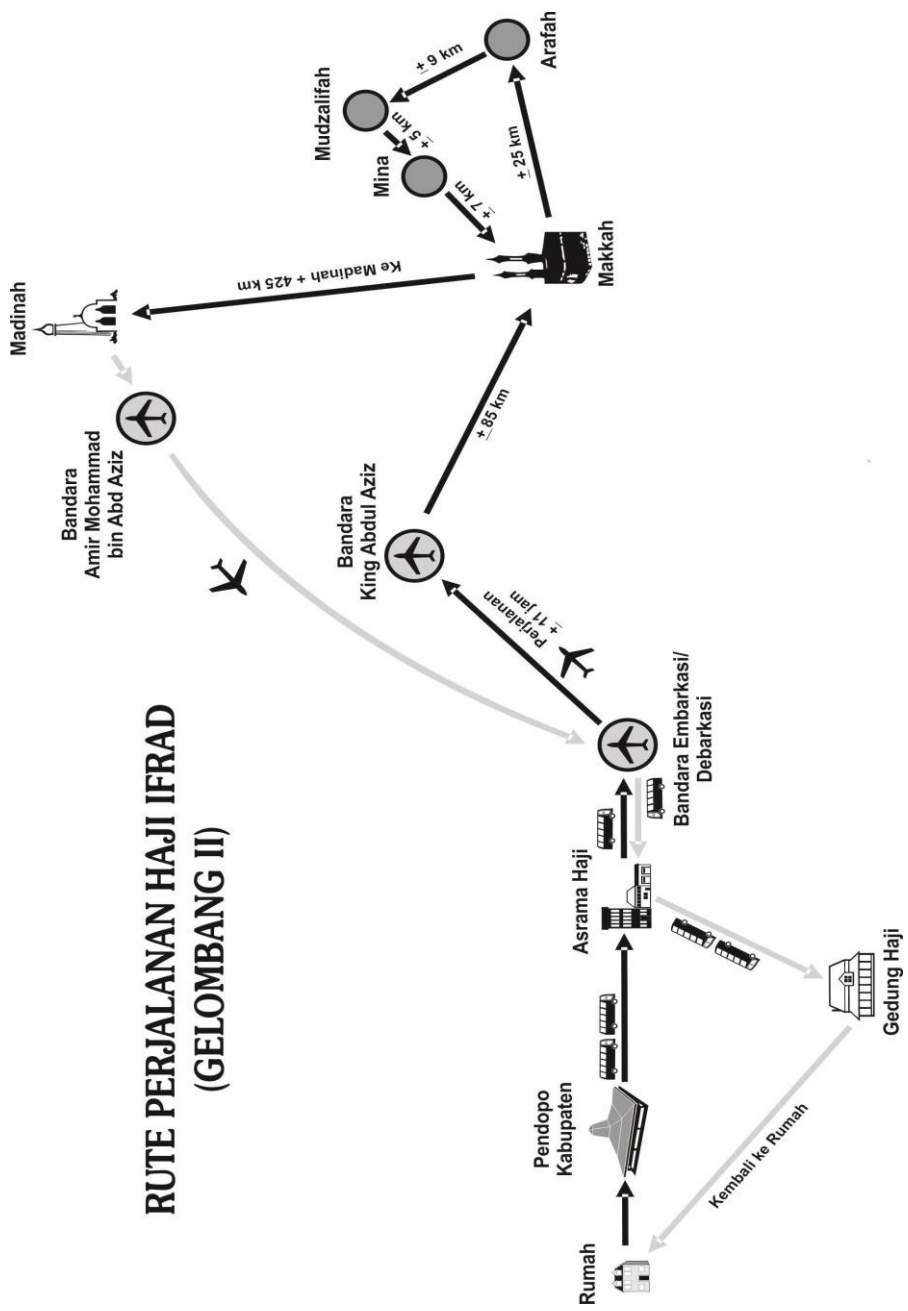 RUTE PERJALANAN HAJI IFRAD
(GELOMBANG II)
Rumah
Pendopo
Kabupaten
Asrama Haji
Bandara Embarkasi/
Debarkasi
Perjalanan
± 11 jam
Bandara
King Abdul Aziz
± 85 km
Makkah
± 25 km
Arafah
± 9 km
Mudzalifah
± 5 km
Mina
± 7 km
Ke Madinah + 425 km
Madinah
Bandara
Amir Mohammad
bin Abd Aziz
Gedung Haji
Kembali ke Rumah